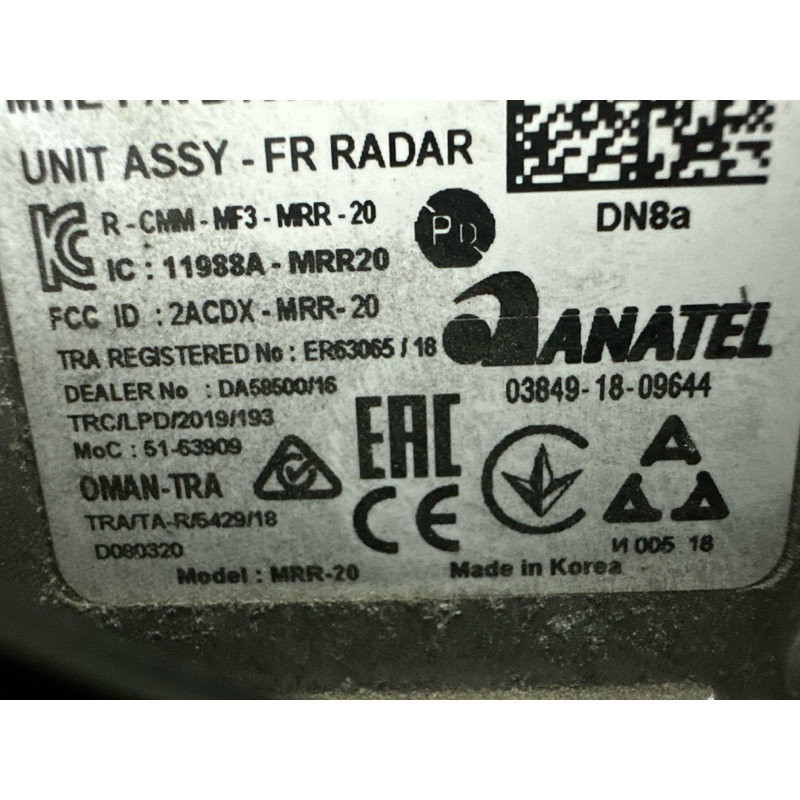 UNIT ASSY - FR RADAR
DN8a
R - CMM - MF3 - MRR - 20
IC : 11988A - MRR20
FCC ID : 2ACDX - MRR- 20
TRA REGISTERED No : ER63065 / 18
ANATEL
DEALER No : DA58500/16
03849-18-09644
TRC/LPD/2019/193
MoC : 51-63909
EAC
OMAN-TRA
CE
TRA/TA-R/5429/18
И 005 18
D080320
Model : MRR-20
Made in Korea